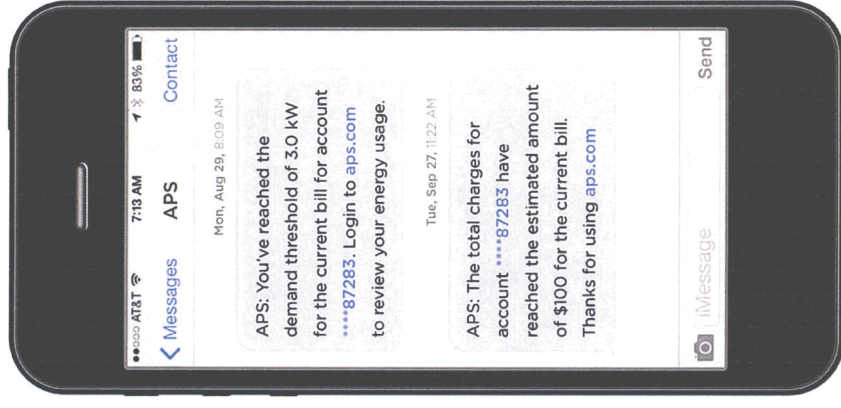 AT&T 7:13 AM 83%
Messages APS Contact
Mon, Aug 29, 8:09 AM
APS: You've reached the
demand threshold of 3.0 kW
for the current bill for account
****87283. Login to aps.com
to review your energy usage.
Tue, Sep 27, 11:22 AM
APS: The total charges for
account ****87283 have
reached the estimated amount
of $100 for the current bill.
Thanks for using aps.com
iMessage Send